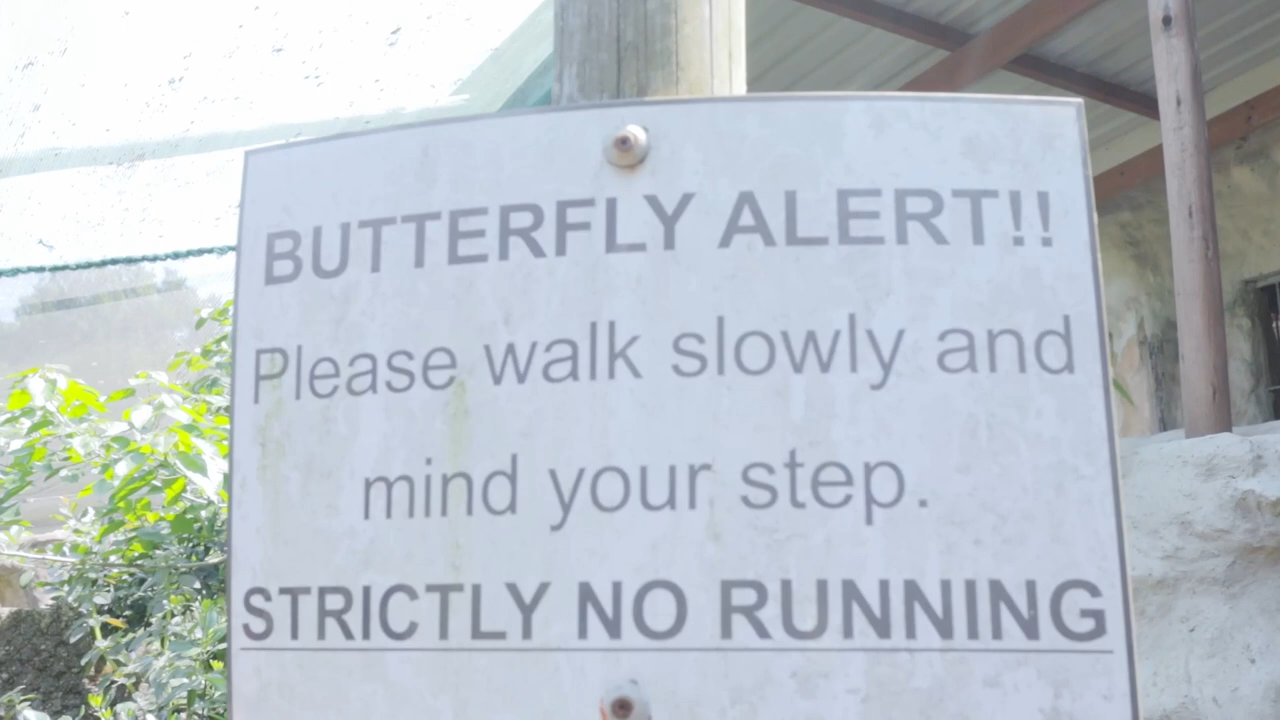 BUTTERFLY ALERT!!
Please walk slowly and
mind your step.
STRICTLY NO RUNNING